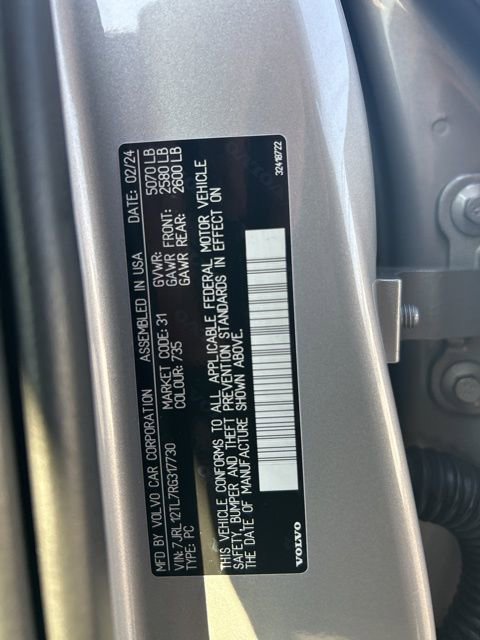 MFD BY VOLVO CAR CORPORATION ASSEMBLED IN USA DATE: 02/24
VIN: 7JRL12TL7RG317730 MARKET CODE: 31 GVWR: 5070 LB
TYPE: PC COLOUR: 735 GAWR FRONT: 2580 LB
GAWR REAR: 2600 LB
THIS VEHICLE CONFORMS TO ALL APPLICABLE FEDERAL MOTOR VEHICLE
SAFETY, BUMPER AND THEFT PREVENTION STANDARDS IN EFFECT ON
THE DATE OF MANUFACTURE SHOWN ABOVE.
VOLVO 32418722